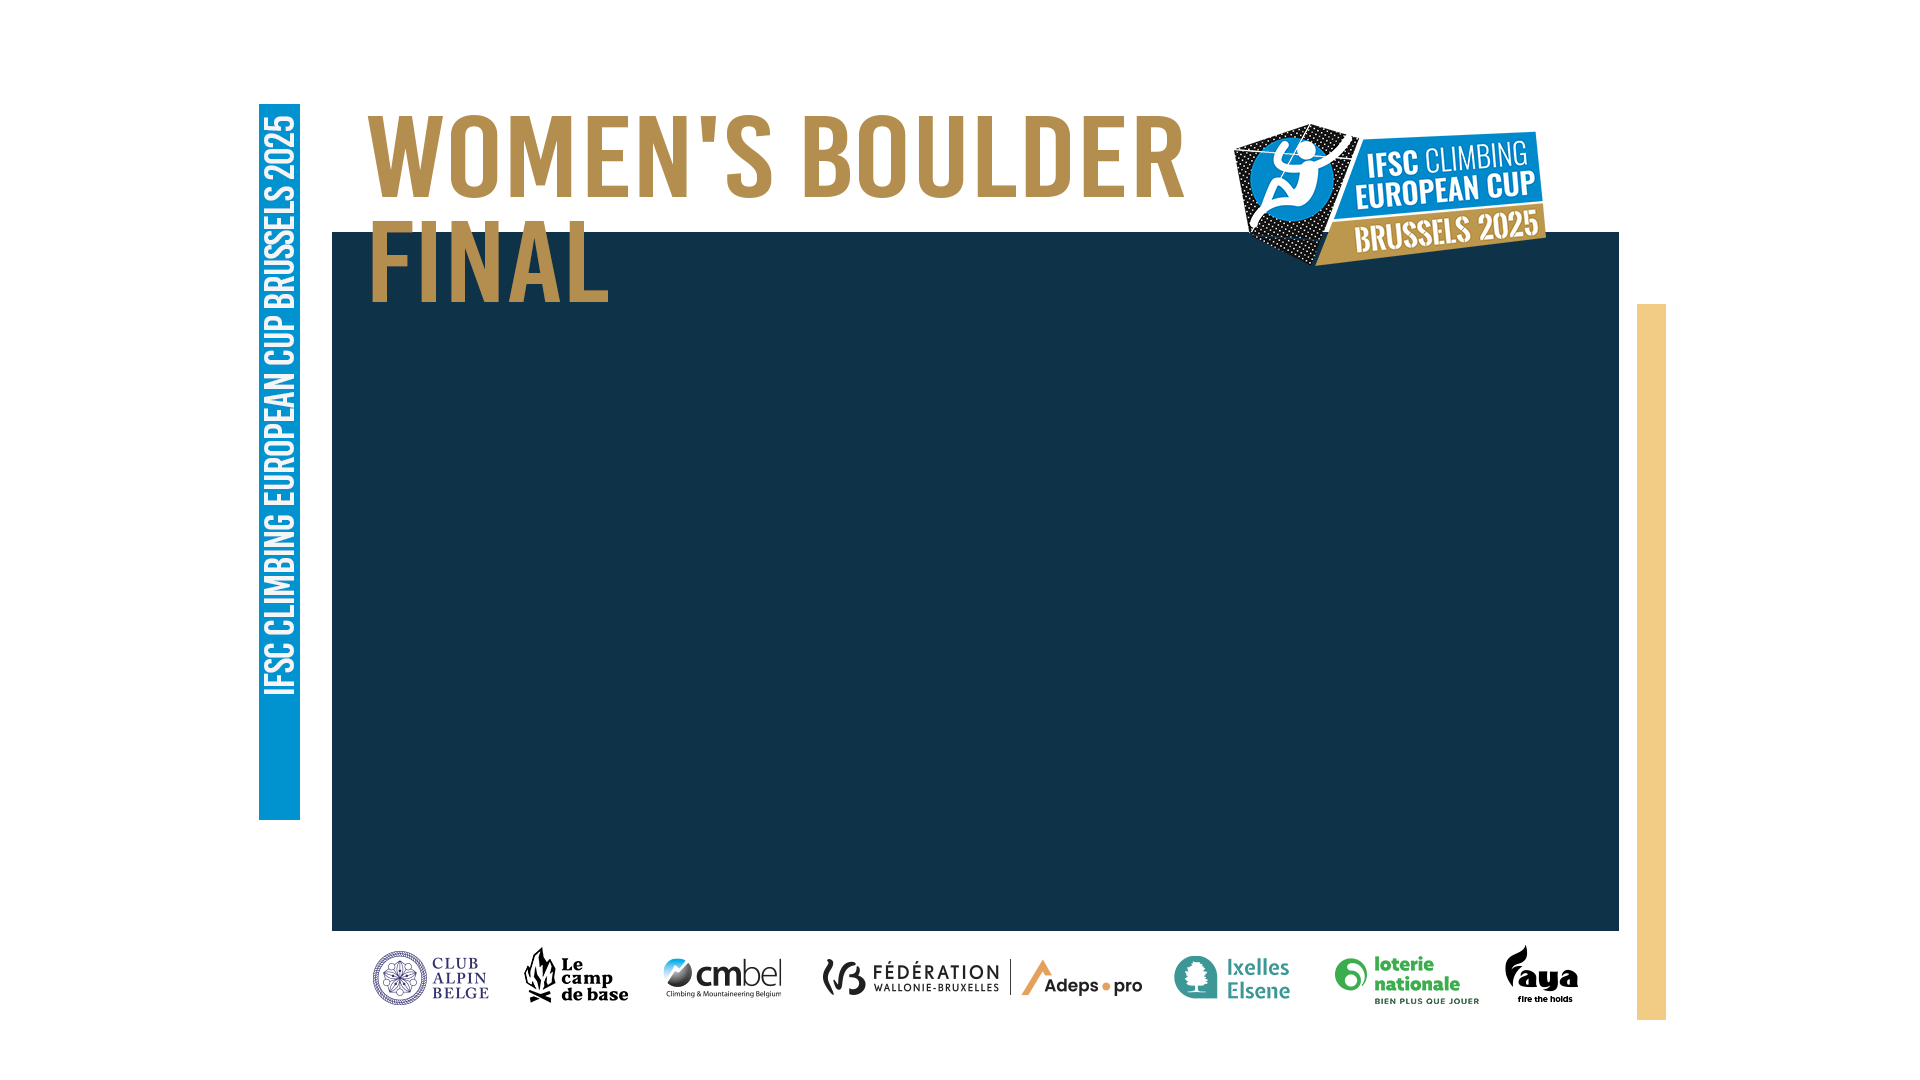 IFSC CLIMBING EUROPEAN CUP BRUSSELS 2025
WOMEN'S BOULDER
FINAL
IFSC CLIMBING
EUROPEAN CUP
BRUSSELS 2025
CLUB
ALPIN
BELGE
Le
camp
de base
cmbel
Climbing & Mountaineering Belgium
FÉDÉRATION
WALLONIE-BRUXELLES
Adeps•pro
Ixelles
Elsene
loterie
nationale
BIEN PLUS QUE JOUER
Faya
fire the holds